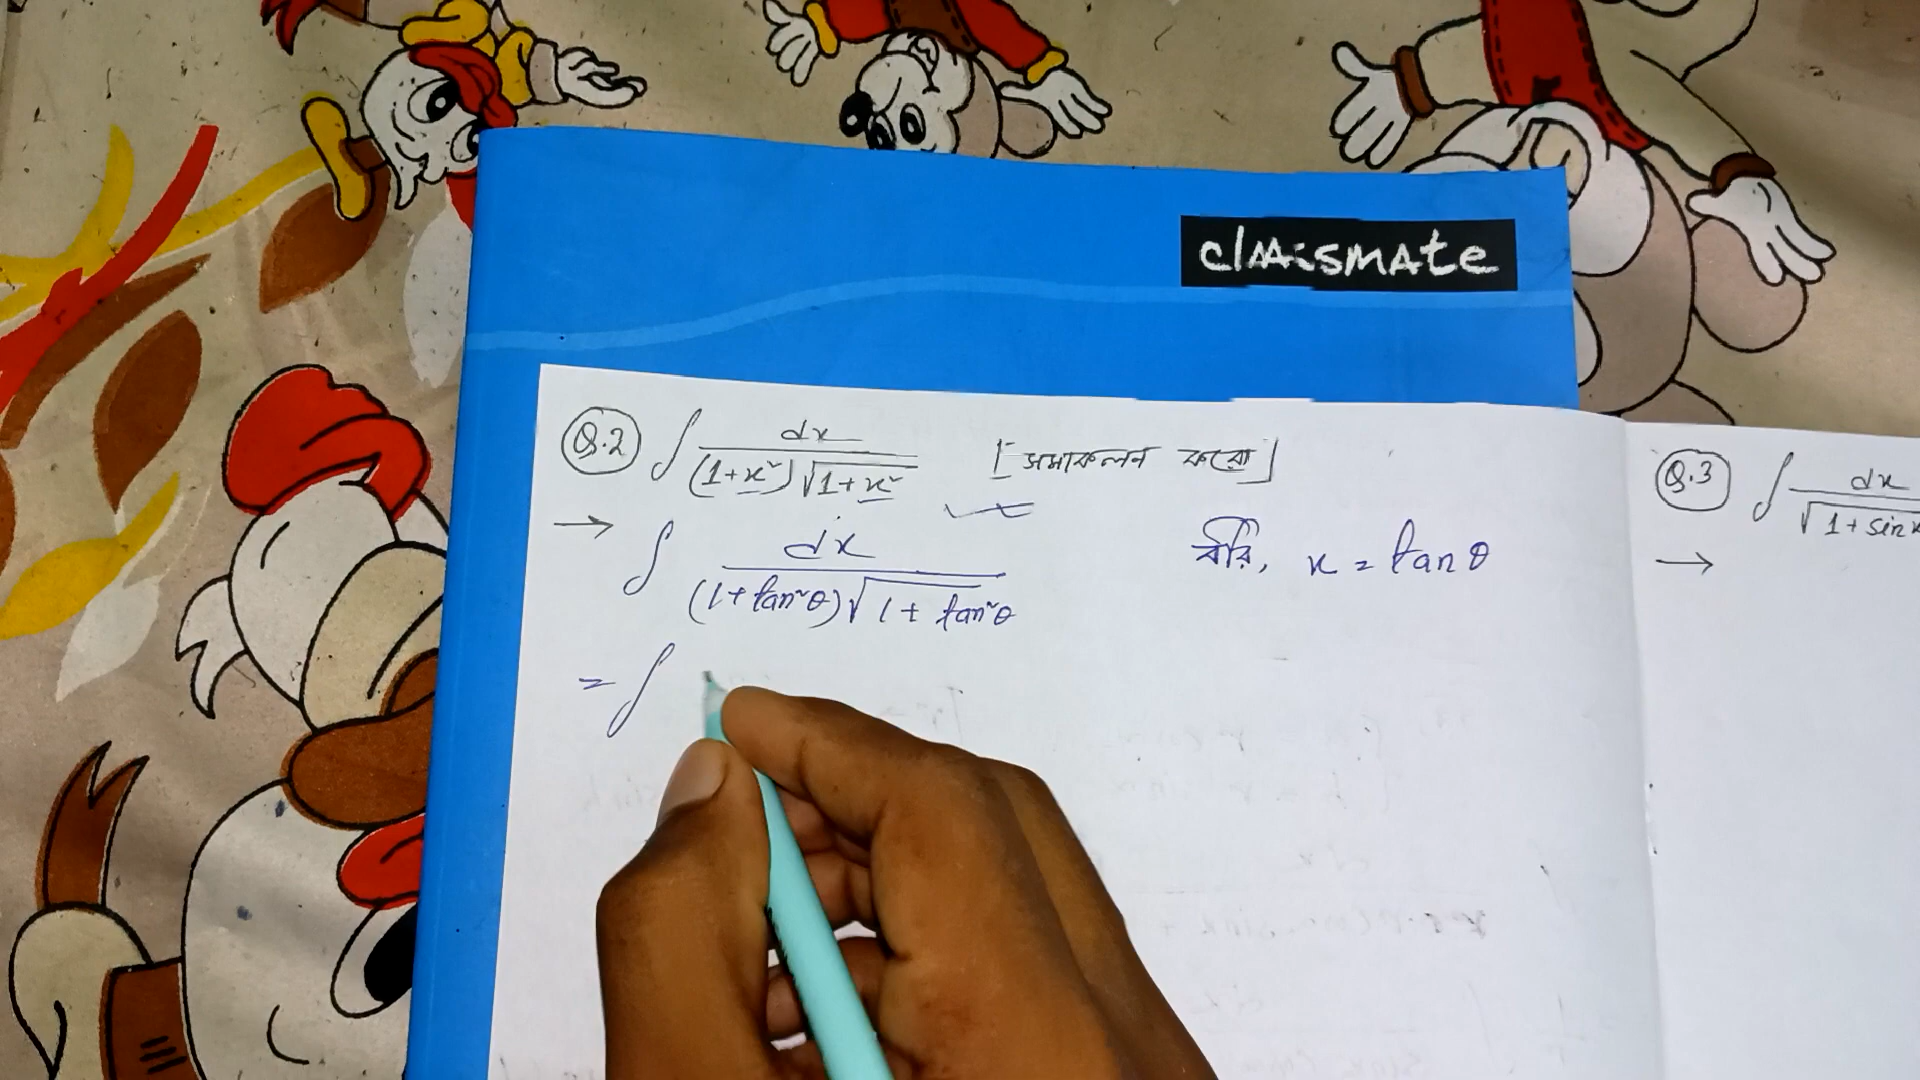 classmate
Q.2 ∫ dx / (1+x²)√1+x² [সমাকলন করো]
→ ∫ dx / (1+tan²θ)√1+tan²θ ধরি, x = tanθ
= ∫
Q.3 ∫ dx / √1+sinx
→